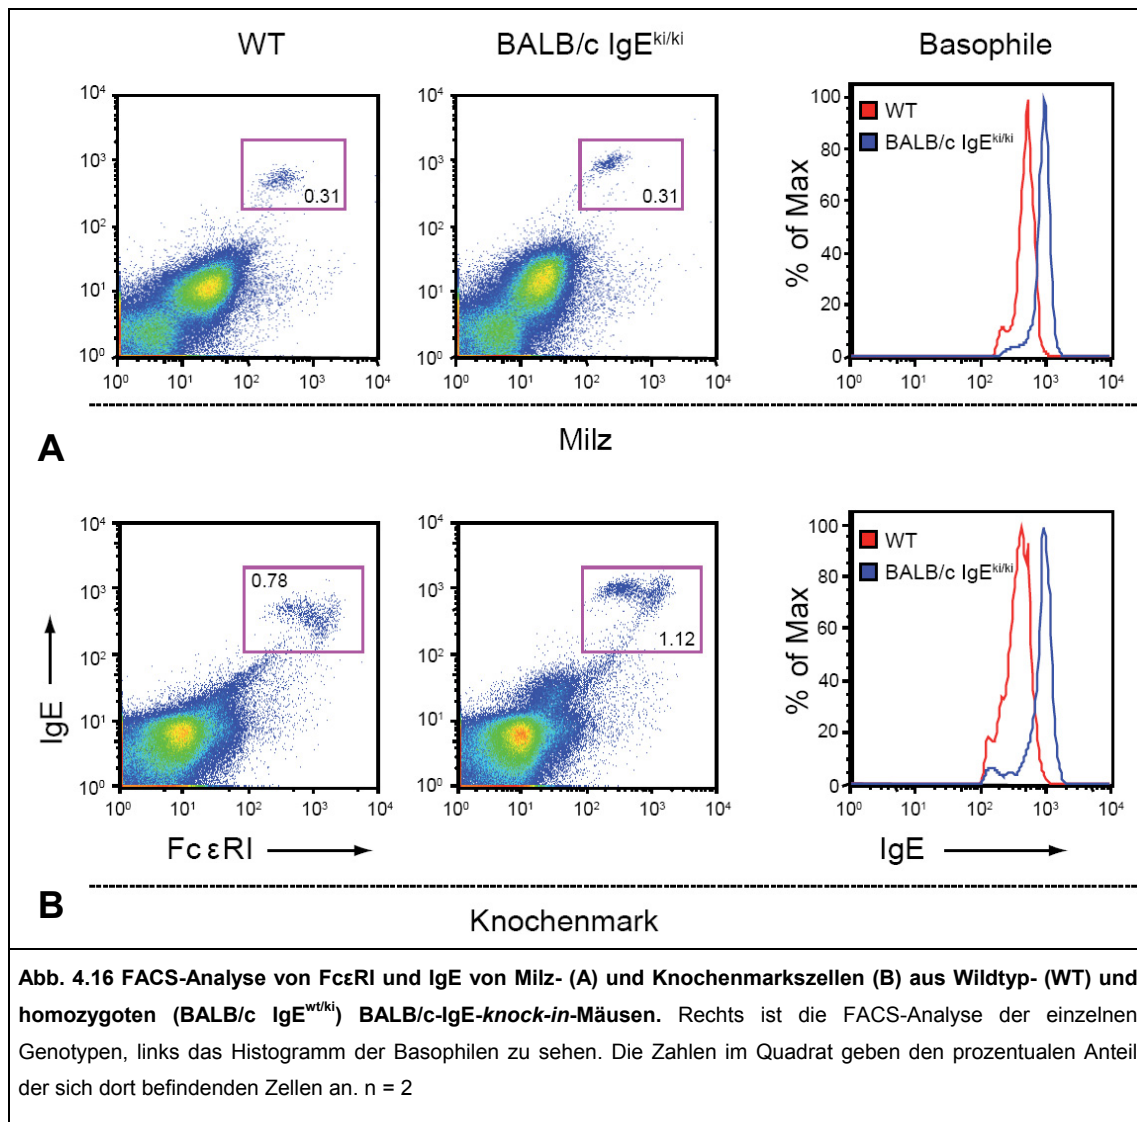 WT BALB/c IgE^ki/ki Basophile
10⁴
10³
10²
10¹
10⁰
10⁰ 10¹ 10² 10³ 10⁴
0.31
10⁴
10³
10²
10¹
10⁰
10⁰ 10¹ 10² 10³ 10⁴
0.31
% of Max
100
80
60
40
20
0
10⁰ 10¹ 10² 10³ 10⁴
WT
BALB/c IgE^ki/ki
A
Milz
IgE
10⁴
10³
10²
10¹
10⁰
10⁰ 10¹ 10² 10³ 10⁴
0.78
FcεRI
10⁴
10³
10²
10¹
10⁰
10⁰ 10¹ 10² 10³ 10⁴
1.12
% of Max
100
80
60
40
20
0
10⁰ 10¹ 10² 10³ 10⁴
WT
BALB/c IgE^ki/ki
IgE
B
Knochenmark
Abb. 4.16 FACS-Analyse von FcεRI und IgE von Milz- (A) und Knochenmarkszellen (B) aus Wildtyp- (WT) und
homozygoten (BALB/c IgE^wt/ki) BALB/c-IgE-knock-in-Mäusen. Rechts ist die FACS-Analyse der einzelnen
Genotypen, links das Histogramm der Basophilen zu sehen. Die Zahlen im Quadrat geben den prozentualen Anteil
der sich dort befindenden Zellen an. n = 2